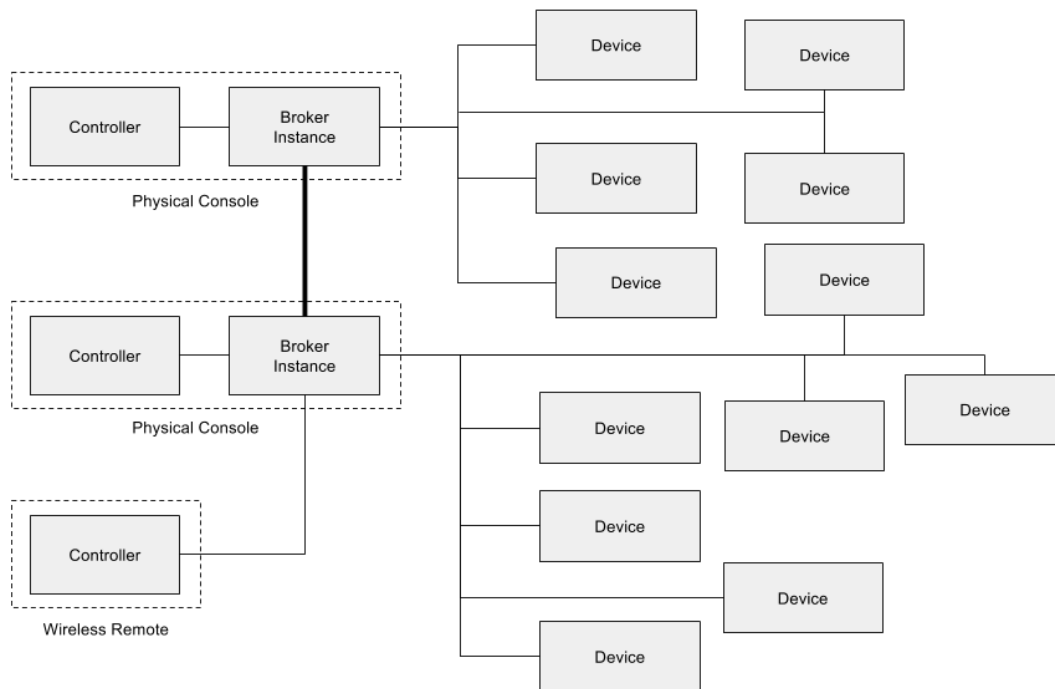 Device
Device
Controller
Broker
Instance
Device
Device
Physical Console
Device
Device
Controller
Broker
Instance
Device
Device
Physical Console
Device
Device
Controller
Device
Wireless Remote
Device